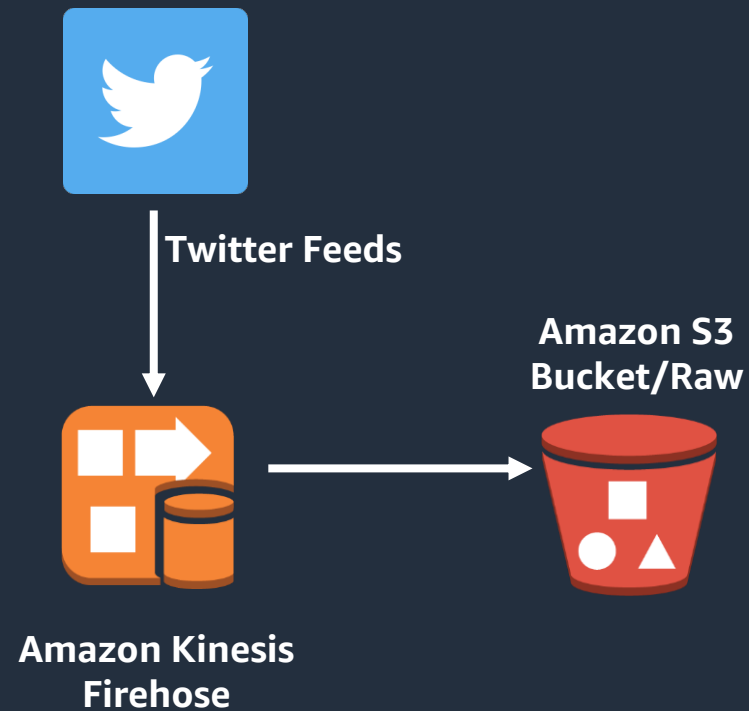 Twitter Feeds
Amazon S3
Bucket/Raw
Amazon Kinesis
Firehose